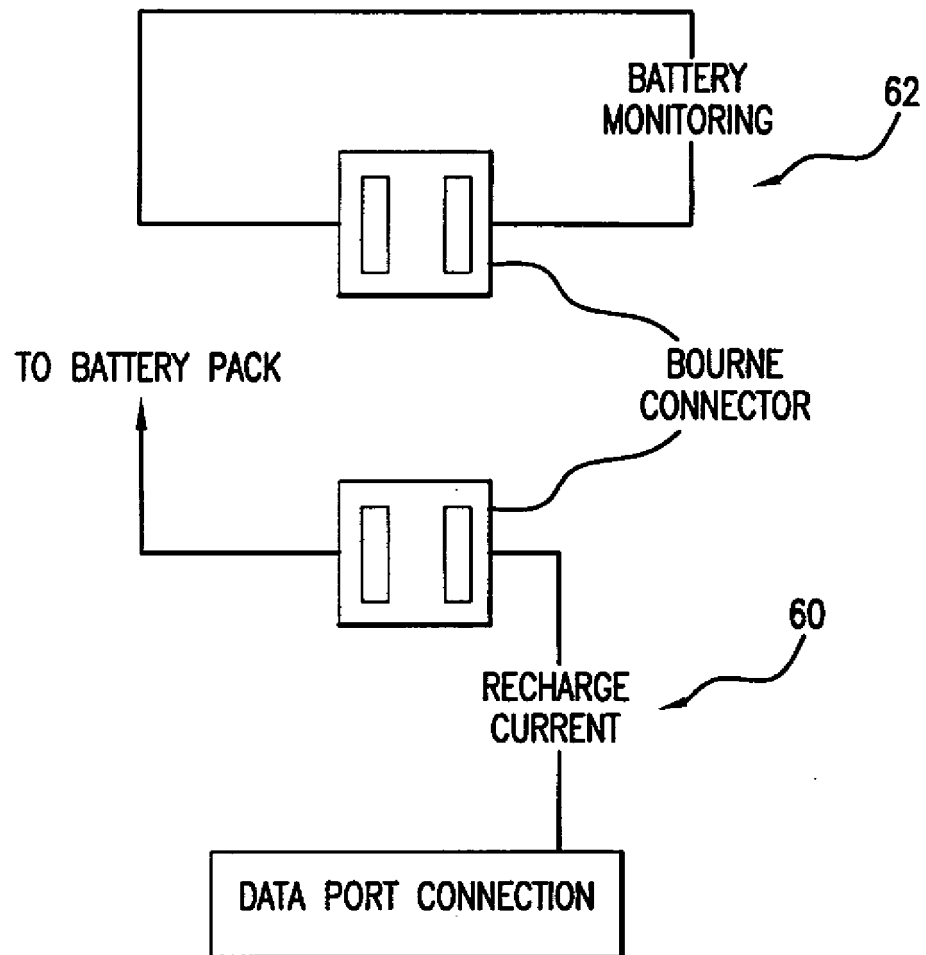 BATTERY
MONITORING
62
TO BATTERY PACK
BOURNE
CONNECTOR
60
RECHARGE
CURRENT
DATA PORT CONNECTION